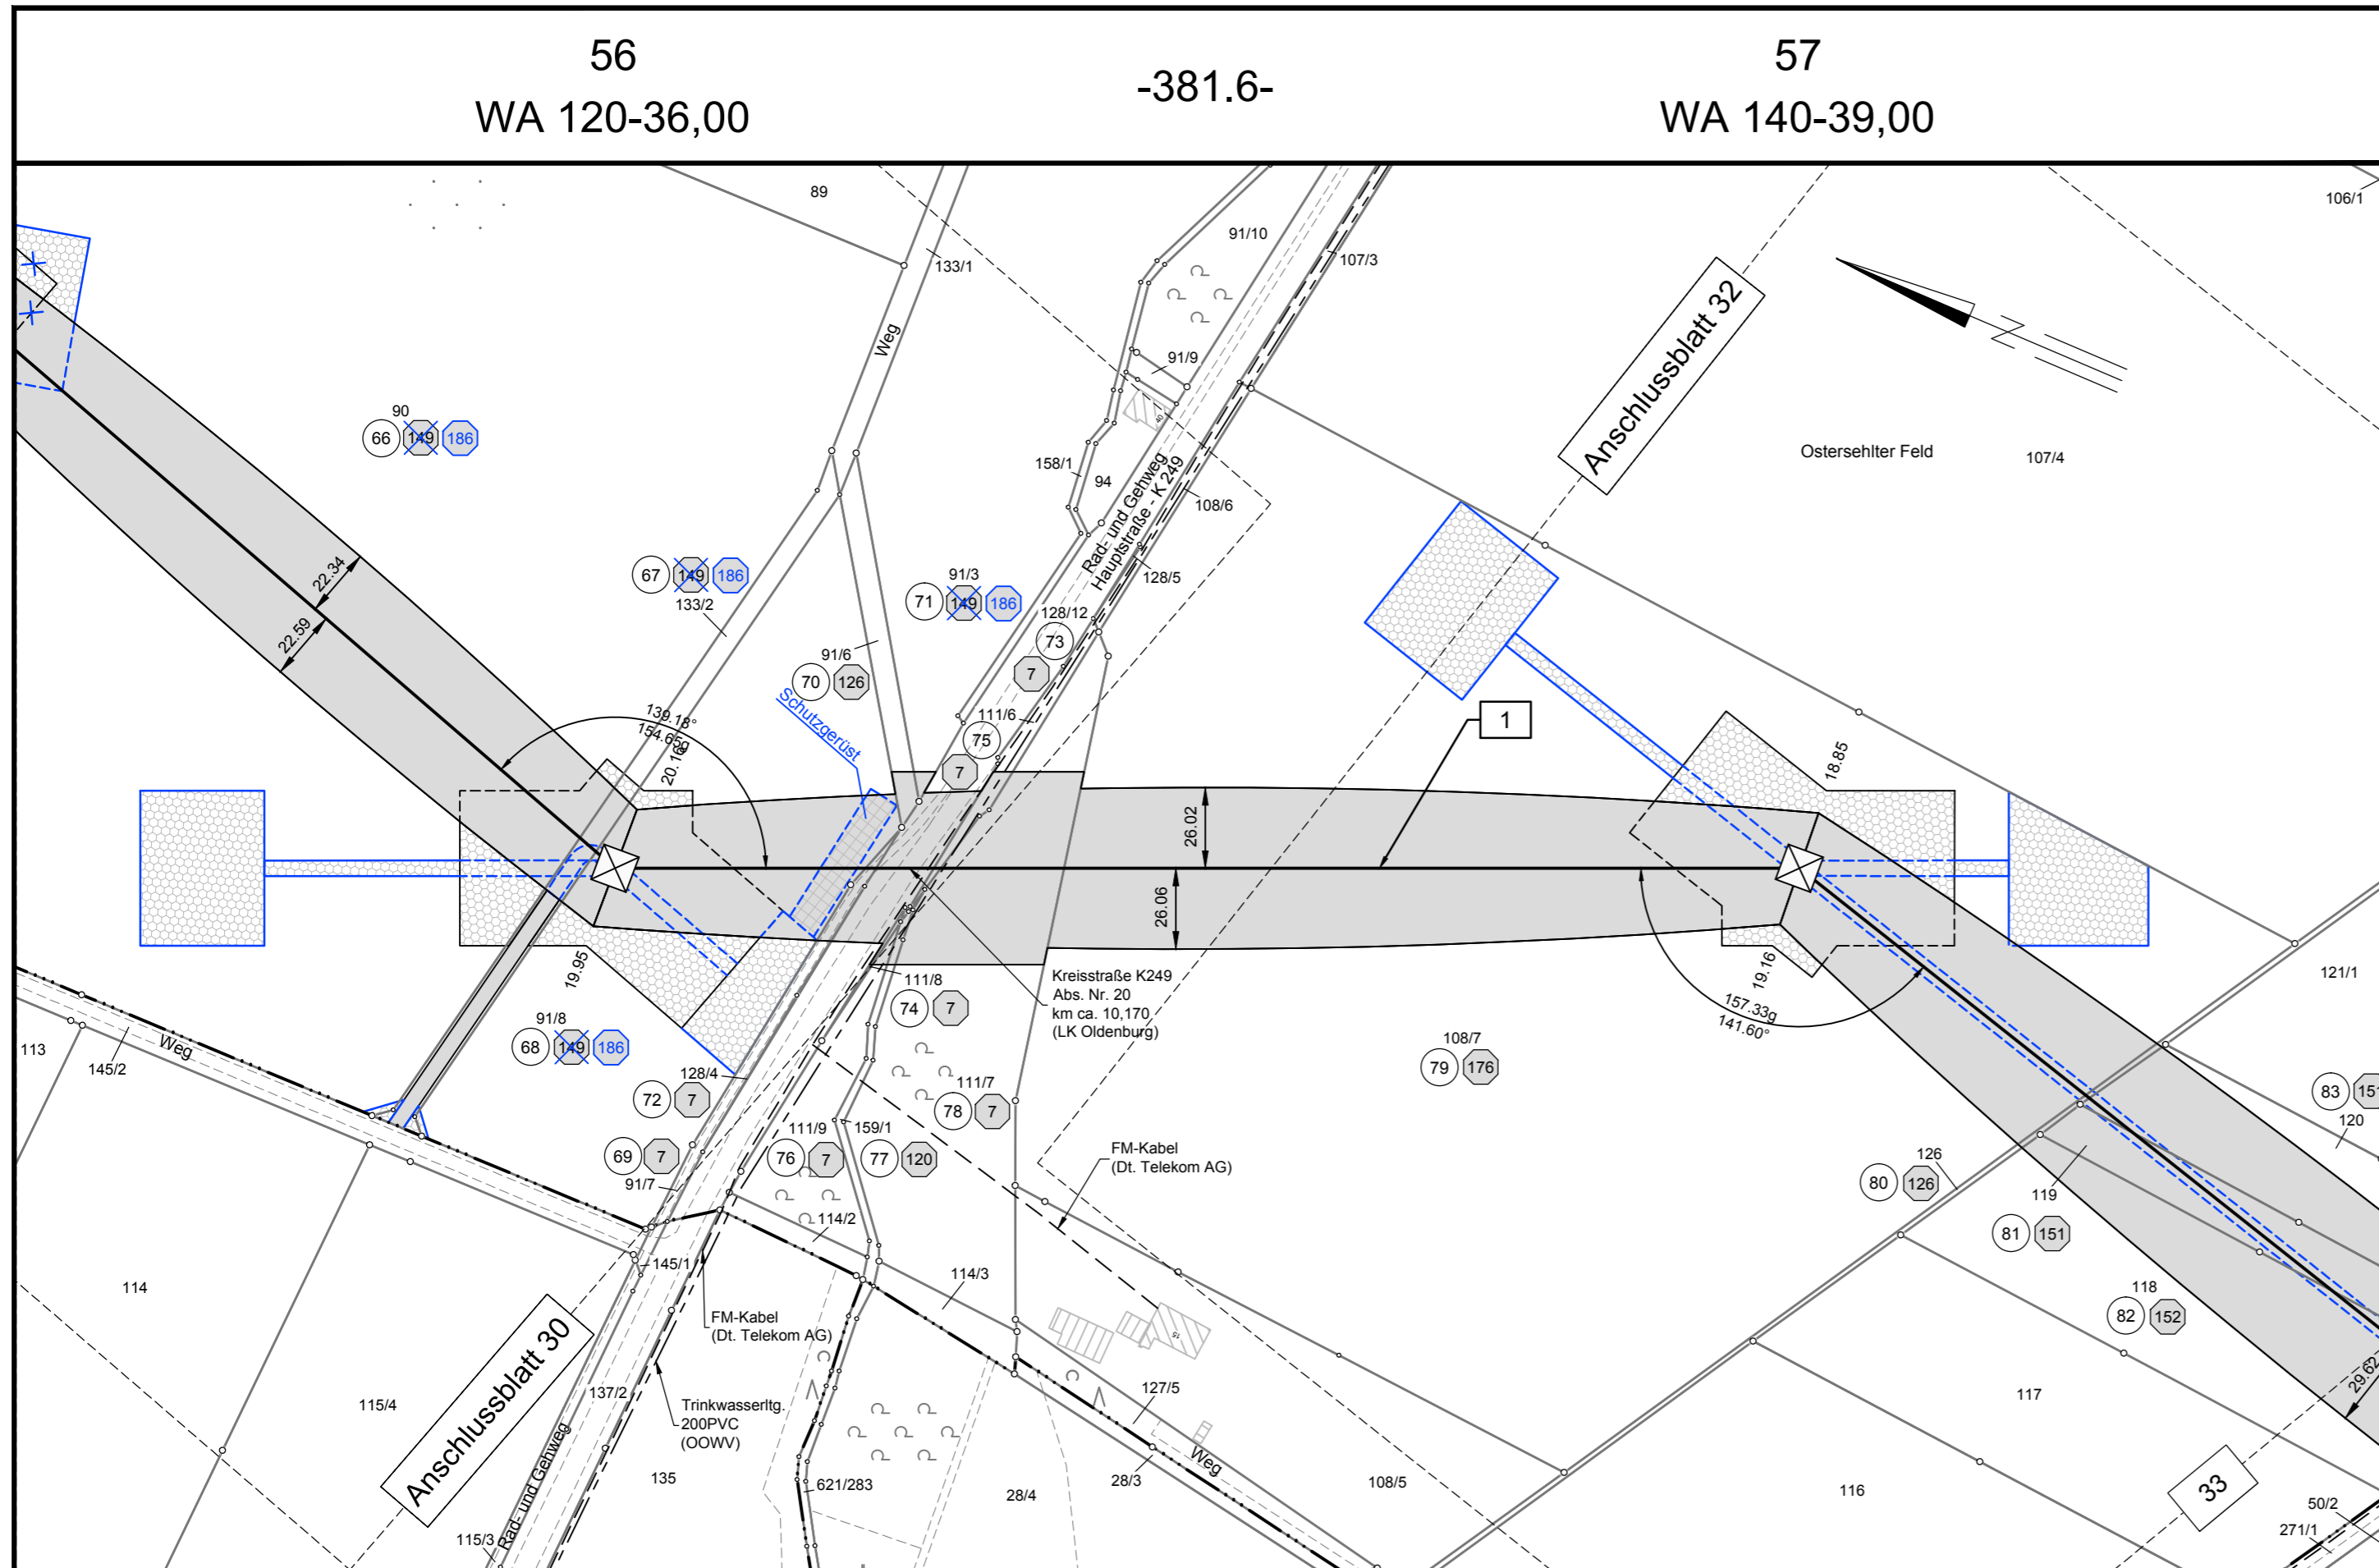 56
WA 120-36,00
-381.6-
57
WA 140-39,00
89
133/1
Weg
91/10
107/3
106/1
91/9
40
Anschlussblatt 32
Z
Ostersehlter Feld
107/4
90
66 149 186
158/1
94
Rad- und Gehweg
Hauptstraße - K 249
108/6
128/5
22.34
22.59
67 149 186
133/2
91/3
71 149 186
128/12
73
7
91/6
70 126
Schutzgerüst
111/6
75
7
1
139.18°
154.65g
20.16
18.85
26.02
26.06
19.95
19.16
157.33g
141.60°
Kreisstraße K249
Abs. Nr. 20
km ca. 10,170
(LK Oldenburg)
111/8
74 7
121/1
113
145/2
Weg
91/8
68 149 186
128/4
72 7
108/7
79 176
111/7
78 7
83 151
120
69 7
91/7
111/9
76 7
159/1
77 120
FM-Kabel
(Dt. Telekom AG)
126
80 126
119
81 151
114/2
145/1
114/3
114
118
82 152
FM-Kabel
(Dt. Telekom AG)
15
Anschlussblatt 30
137/2
115/4
Trinkwasserltg.
200PVC
(OOWV)
127/5
117
29.62
Rad- und Gehweg
135
621/283
28/4
28/3
Weg
108/5
116
33
50/2
271/1
115/3